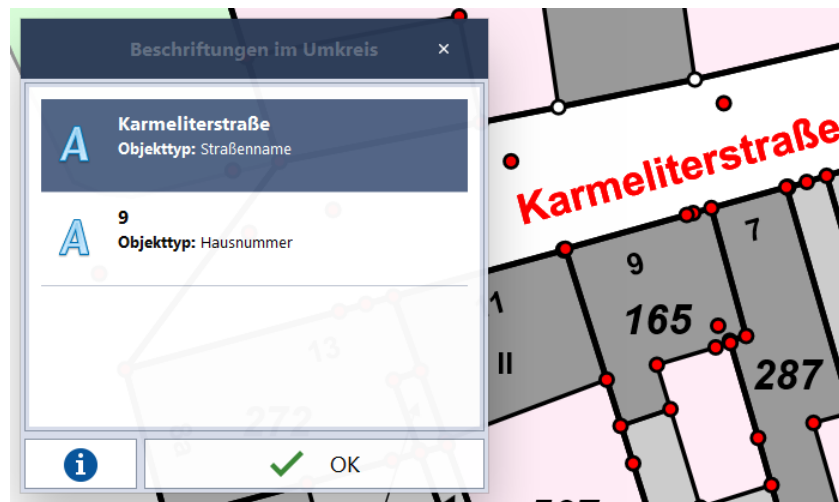 Beschriftungen im Umkreis
×
Karmeliterstraße
Objekttyp: Straßenname
9
Objekttyp: Hausnummer
i
OK
Karmeliterstraße
7
9
165
II
287
13
272